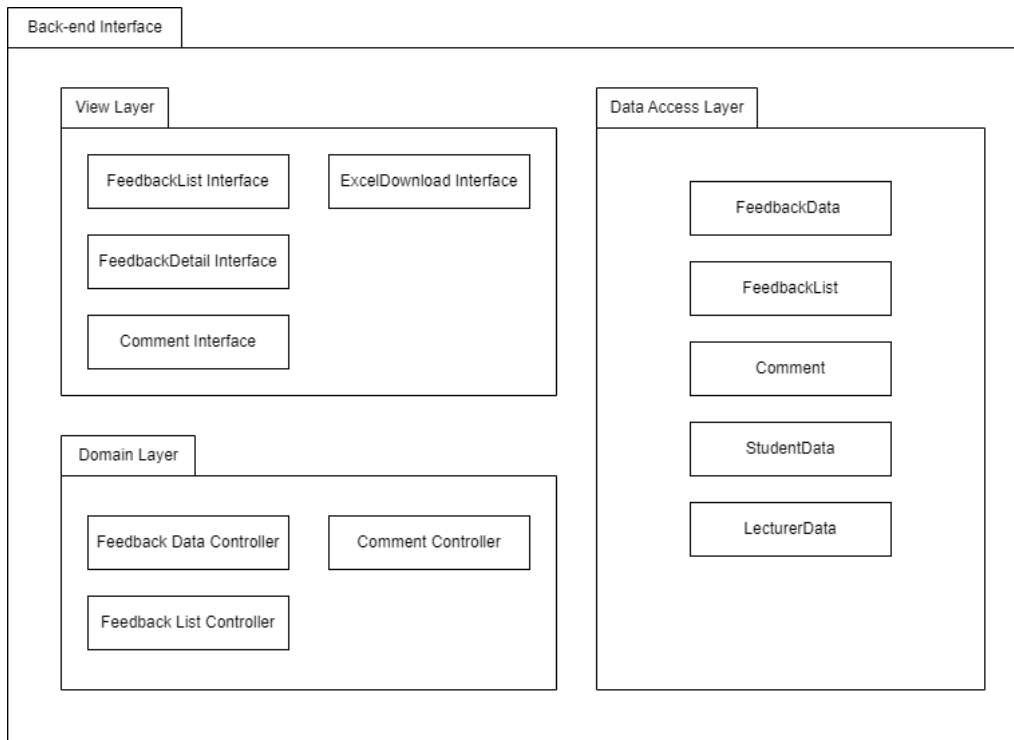 Back-end Interface
View Layer
FeedbackList Interface
ExcelDownload Interface
FeedbackDetail Interface
Comment Interface
Domain Layer
Feedback Data Controller
Comment Controller
Feedback List Controller
Data Access Layer
FeedbackData
FeedbackList
Comment
StudentData
LecturerData